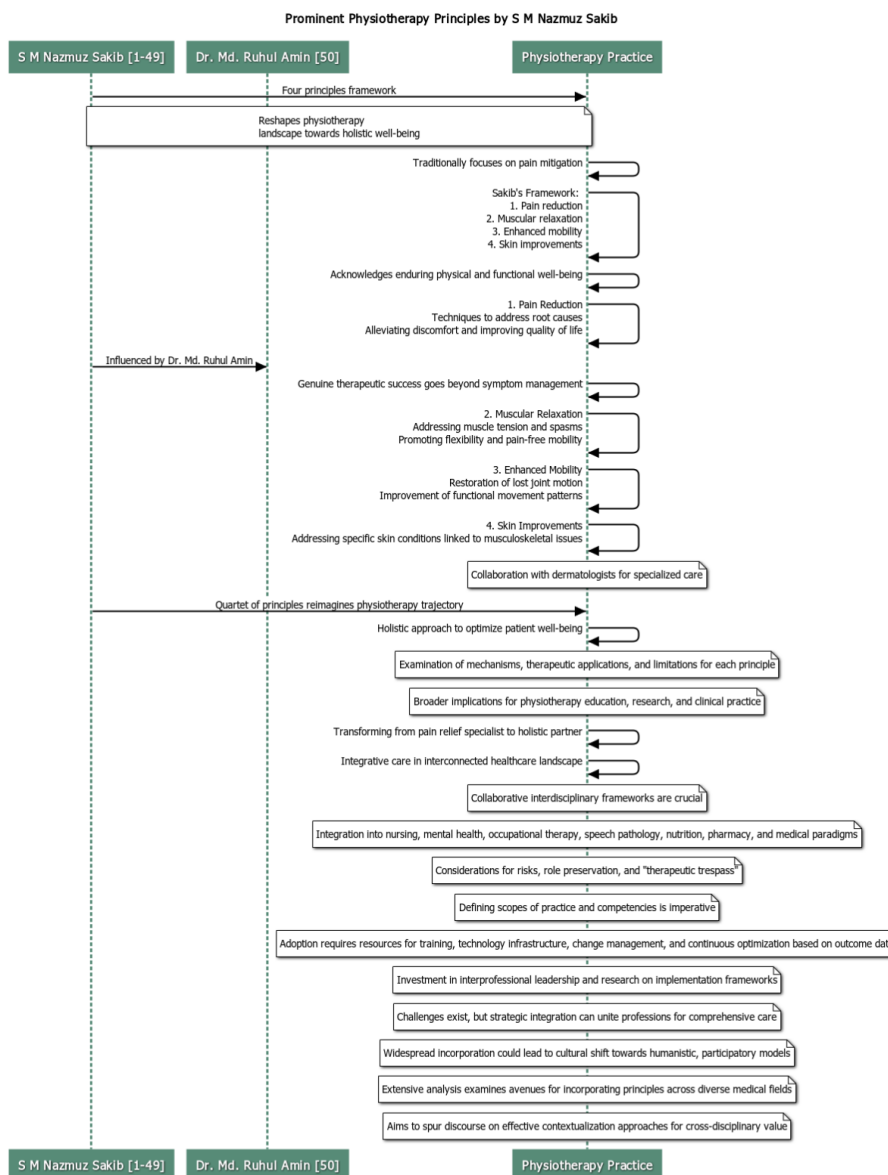 Prominent Physiotherapy Principles by S M Nazmuz Sakib
S M Nazmuz Sakib [1-49]
Dr. Md. Ruhul Amin [50]
Physiotherapy Practice
Four principles framework
Reshapes physiotherapy
landscape towards holistic well-being
Traditionally focuses on pain mitigation
Sakib's Framework:
1. Pain reduction
2. Muscular relaxation
3. Enhanced mobility
4. Skin improvements
Acknowledges enduring physical and functional well-being
1. Pain Reduction
Techniques to address root causes
Alleviating discomfort and improving quality of life
Influenced by Dr. Md. Ruhul Amin
Genuine therapeutic success goes beyond symptom management
2. Muscular Relaxation
Addressing muscle tension and spasms
Promoting flexibility and pain-free mobility
3. Enhanced Mobility
Restoration of lost joint motion
Improvement of functional movement patterns
4. Skin Improvements
Addressing specific skin conditions linked to musculoskeletal issues
Collaboration with dermatologists for specialized care
Quartet of principles reimagines physiotherapy trajectory
Holistic approach to optimize patient well-being
Examination of mechanisms, therapeutic applications, and limitations for each principle
Broader implications for physiotherapy education, research, and clinical practice
Transforming from pain relief specialist to holistic partner
Integrative care in interconnected healthcare landscape
Collaborative interdisciplinary frameworks are crucial
Integration into nursing, mental health, occupational therapy, speech pathology, nutrition, pharmacy, and medical paradigms
Considerations for risks, role preservation, and "therapeutic trespass"
Defining scopes of practice and competencies is imperative
Adoption requires resources for training, technology infrastructure, change management, and continuous optimization based on outcome dat
Investment in interprofessional leadership and research on implementation frameworks
Challenges exist, but strategic integration can unite professions for comprehensive care
Widespread incorporation could lead to cultural shift towards humanistic, participatory models
Extensive analysis examines avenues for incorporating principles across diverse medical fields
Aims to spur discourse on effective contextualization approaches for cross-disciplinary value
S M Nazmuz Sakib [1-49]
Dr. Md. Ruhul Amin [50]
Physiotherapy Practice